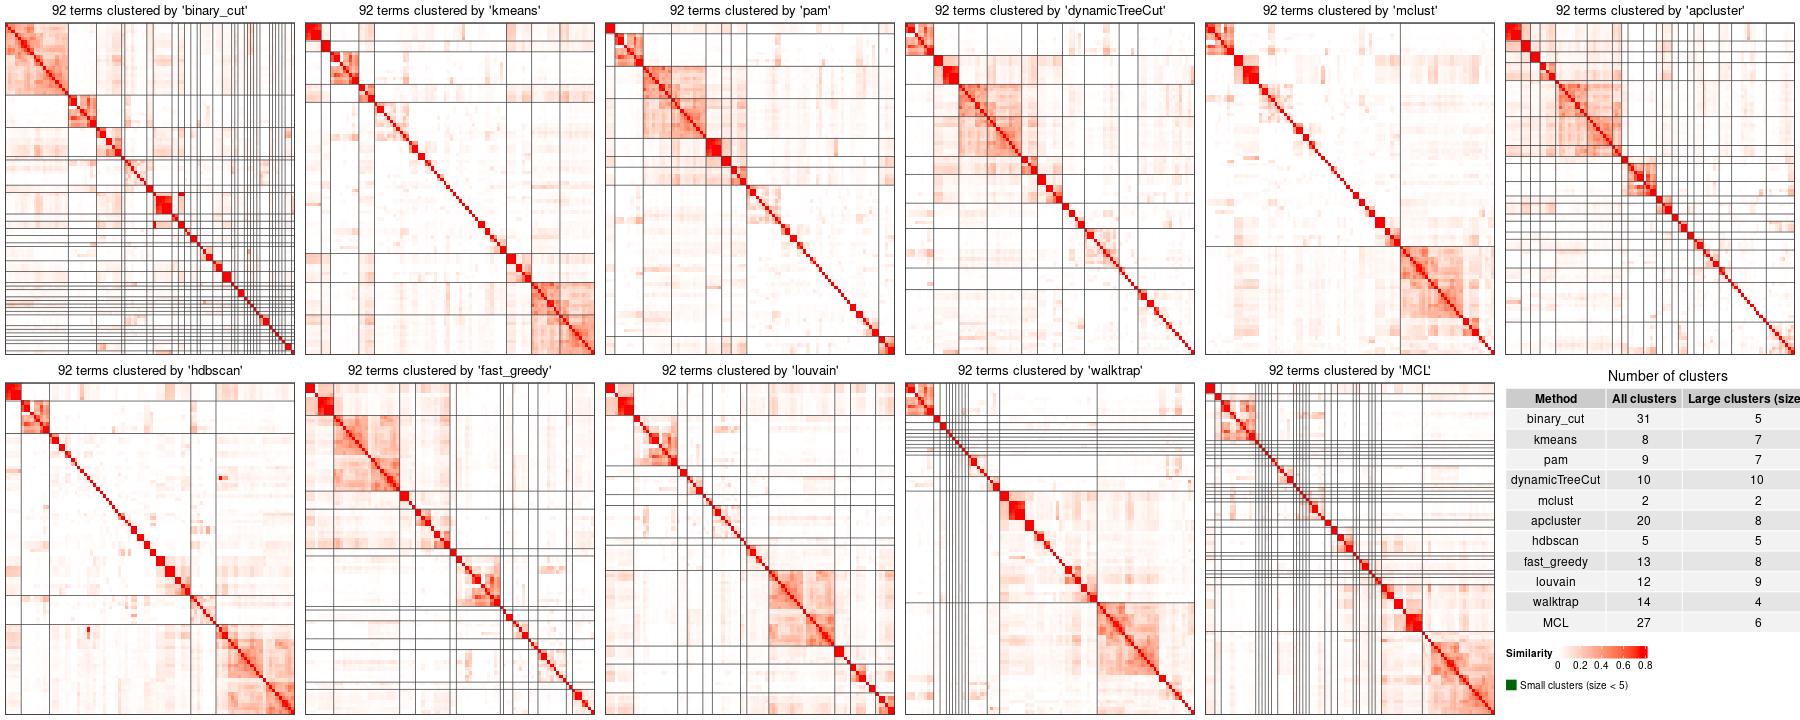 92 terms clustered by 'binary_cut'
92 terms clustered by 'kmeans'
92 terms clustered by 'pam'
92 terms clustered by 'dynamicTreeCut'
92 terms clustered by 'mclust'
92 terms clustered by 'apcluster'
92 terms clustered by 'hdbscan'
92 terms clustered by 'fast_greedy'
92 terms clustered by 'louvain'
92 terms clustered by 'walktrap'
92 terms clustered by 'MCL'
Number of clusters
Method All clusters Large clusters (size
binary_cut 31 5
kmeans 8 7
pam 9 7
dynamicTreeCut 10 10
mclust 2 2
apcluster 20 8
hdbscan 5 5
fast_greedy 13 8
louvain 12 9
walktrap 14 4
MCL 27 6
Similarity
0 0.2 0.4 0.6 0.8
Small clusters (size < 5)